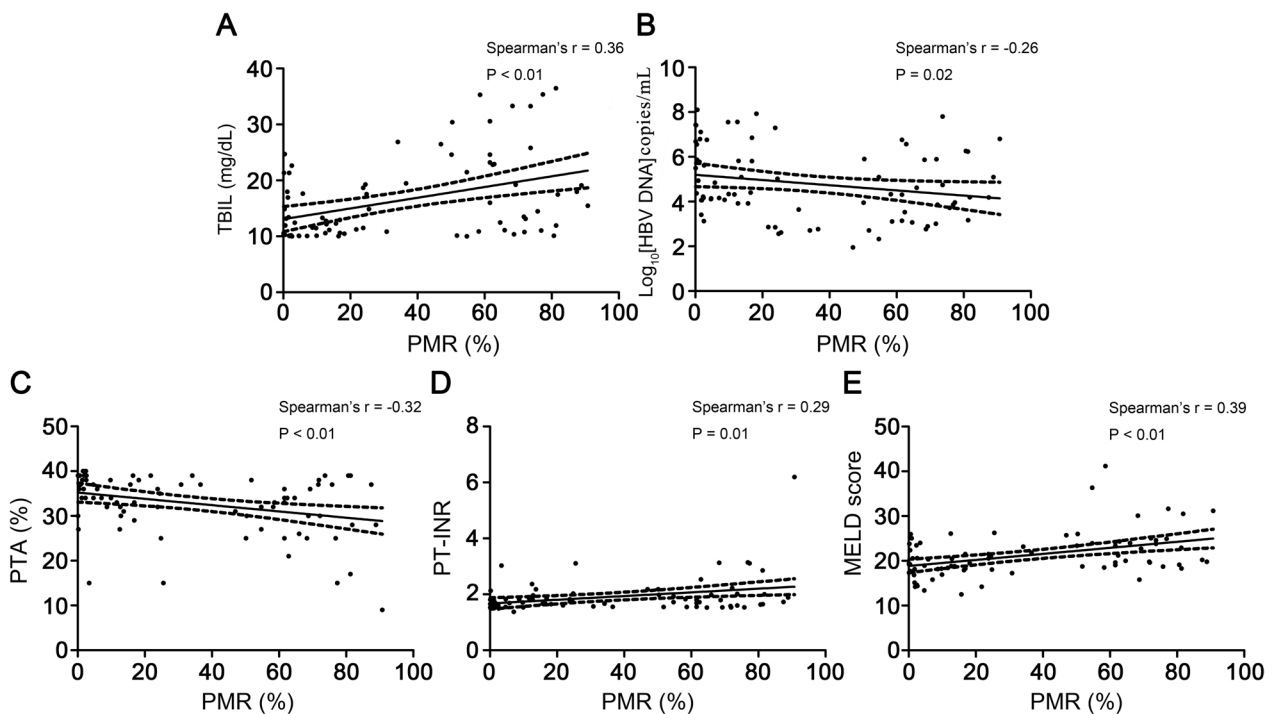 A
Spearman's r = 0.36
P < 0.01
TBIL (mg/dL)
40
30
20
10
0
0 20 40 60 80 100
PMR (%)
B
Spearman's r = -0.26
P = 0.02
Log10[HBV DNA]copies/mL
10
8
6
4
2
0
0 20 40 60 80 100
PMR (%)
C
Spearman's r = -0.32
P < 0.01
PTA (%)
50
40
30
20
10
0
0 20 40 60 80 100
PMR (%)
D
Spearman's r = 0.29
P = 0.01
PT-INR
8
6
4
2
0
0 20 40 60 80 100
PMR (%)
E
Spearman's r = 0.39
P < 0.01
MELD score
50
40
30
20
10
0
0 20 40 60 80 100
PMR (%)